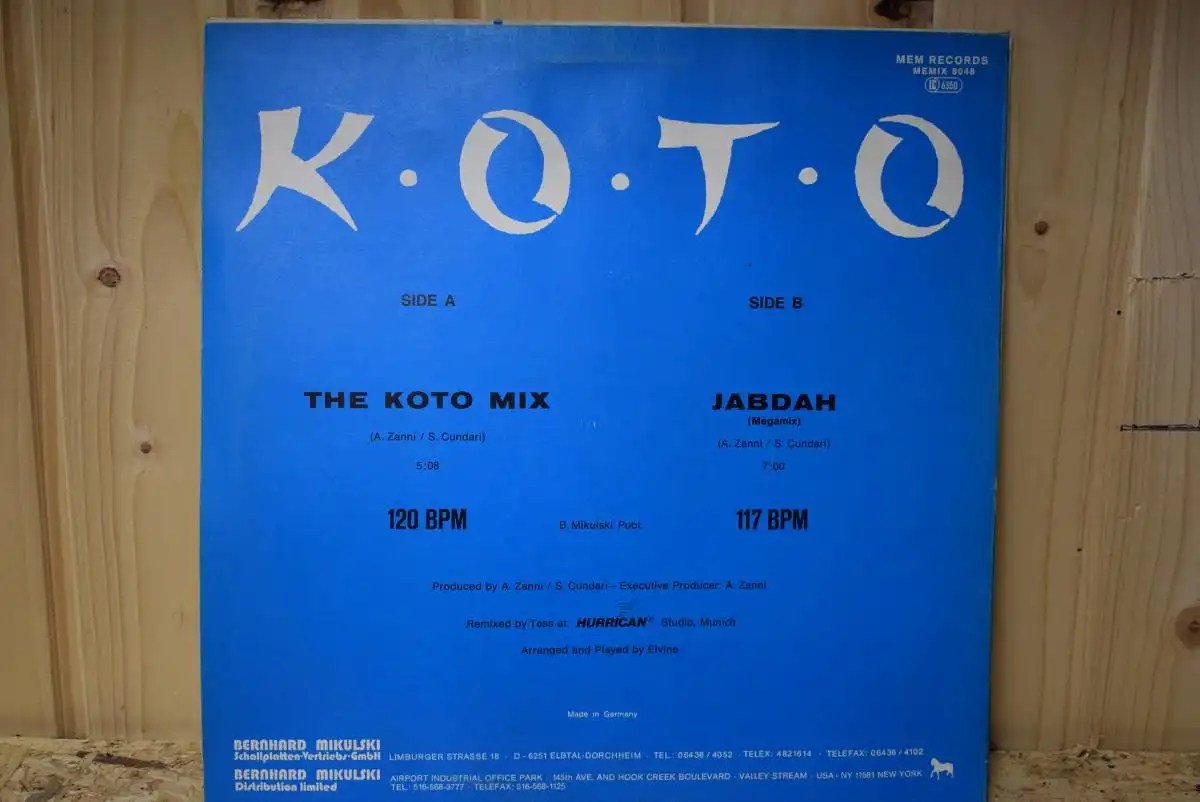 MEM RECORDS
MEMIX 8048
LC 6350
K·O·T·O
SIDE A
SIDE B
THE KOTO MIX
(A. Zanni / S. Cundari)
5:08
120 BPM
JABDAH
(Megamix)
(A. Zanni / S. Cundari)
7:00
117 BPM
B. Mikulski Publ.
Produced by A. Zanni / S. Cundari – Executive Producer: A. Zanni
Remixed by Tess at HURRICAN Studio, Munich
Arranged and Played by Elvine
Made in Germany
BERNHARD MIKULSKI
Schallplatten-Vertriebs-GmbH LIMBURGER STRASSE 18 · D-6251 ELBTAL-DORCHHEIM · TEL.: 06436/4052 · TELEX: 4821614 · TELEFAX: 06436/4102
BERNHARD MIKULSKI
Distribution limited
AIRPORT INDUSTRIAL OFFICE PARK · 145th AVE. AND HOOK CREEK BOULEVARD · VALLEY STREAM · USA - NY 11581 NEW YORK
TEL: 516-568-3777 · TELEFAX: 516-568-1125